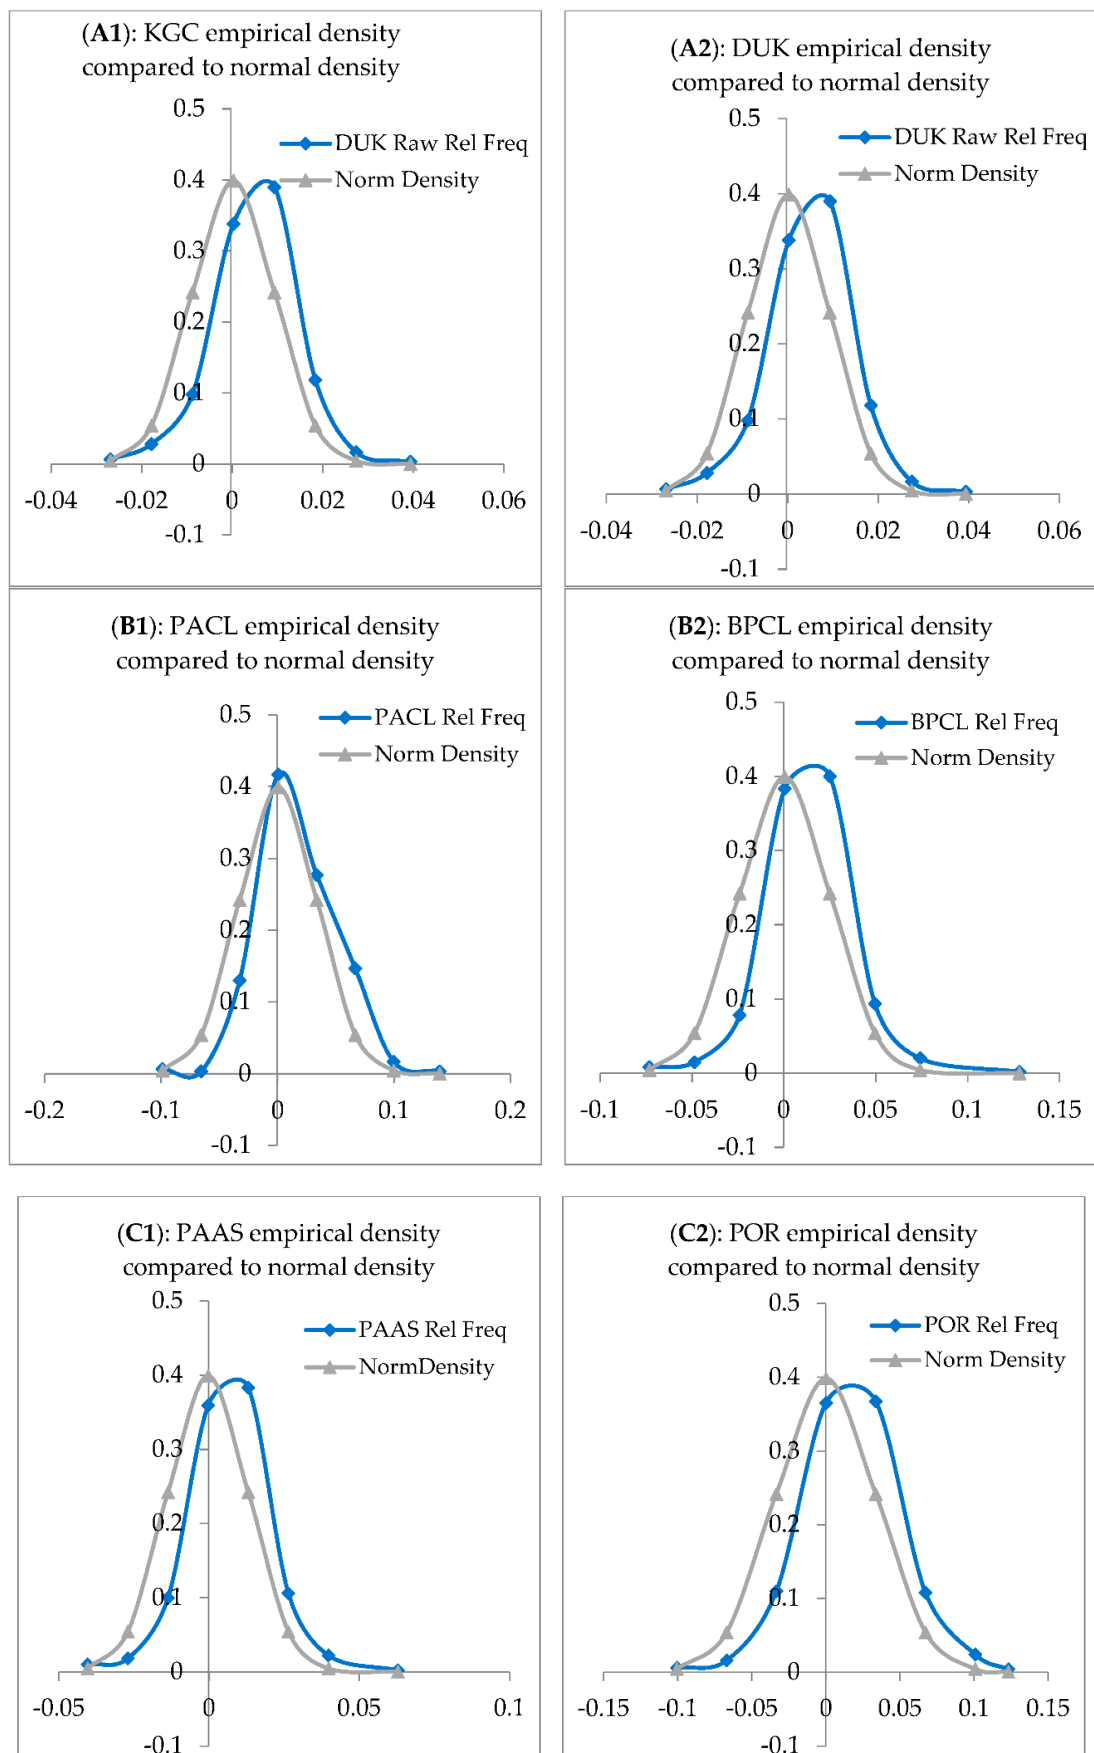 (A1): KGC empirical density
compared to normal density
0.5
DUK Raw Rel Freq
Norm Density
0.4
0.3
0.2
0.1
0
-0.04 -0.02 0 0.02 0.04 0.06
-0.1
(A2): DUK empirical density
compared to normal density
0.5
DUK Raw Rel Freq
Norm Density
0.4
0.3
0.2
0.1
0
-0.04 -0.02 0 0.02 0.04 0.06
-0.1
(B1): PACL empirical density
compared to normal density
0.5
PACL Rel Freq
Norm Density
0.4
0.3
0.2
0.1
0
-0.2 -0.1 0 0.1 0.2
-0.1
(B2): BPCL empirical density
compared to normal density
0.5
BPCL Rel Freq
Norm Density
0.4
0.3
0.2
0.1
0
-0.1 -0.05 0 0.05 0.1 0.15
-0.1
(C1): PAAS empirical density
compared to normal density
0.5
PAAS Rel Freq
NormDensity
0.4
0.3
0.2
0.1
0
-0.05 0 0.05 0.1
-0.1
(C2): POR empirical density
compared to normal density
0.5
POR Rel Freq
Norm Density
0.4
0.3
0.2
0.1
0
-0.15 -0.1 -0.05 0 0.05 0.1 0.15
-0.1